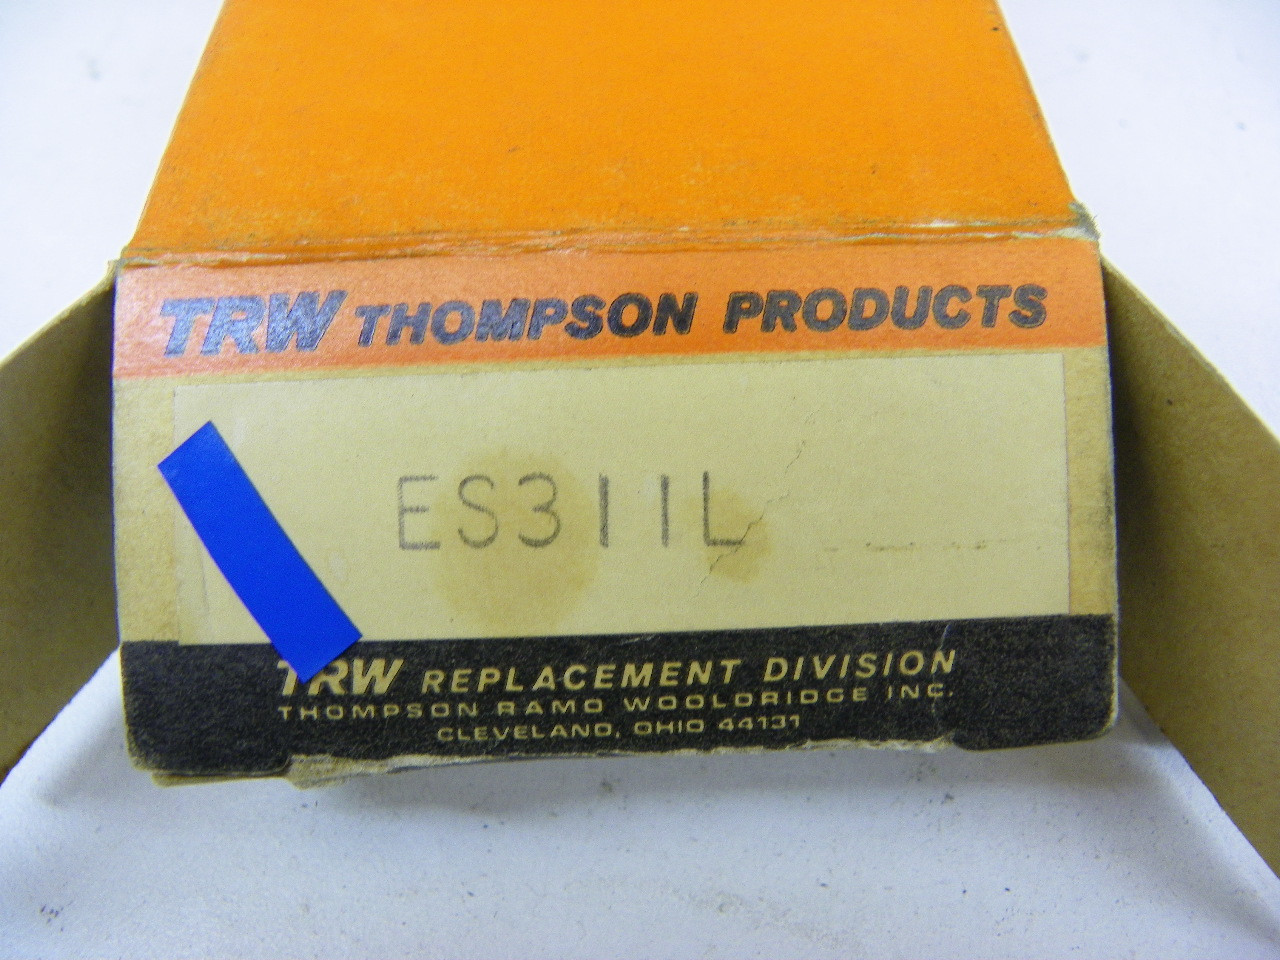 TRW THOMPSON PRODUCTS
ES311L
TRW REPLACEMENT DIVISION
THOMPSON RAMO WOOLDRIDGE INC.
CLEVELAND, OHIO 44131